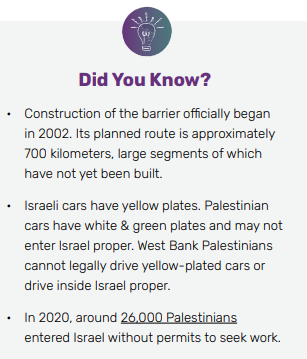 Did You Know?
• Construction of the barrier officially began
in 2002. Its planned route is approximately
700 kilometers, large segments of which
have not yet been built.
• Israeli cars have yellow plates. Palestinian
cars have white & green plates and may not
enter Israel proper. West Bank Palestinians
cannot legally drive yellow-plated cars or
drive inside Israel proper.
• In 2020, around 26,000 Palestinians
entered Israel without permits to seek work.